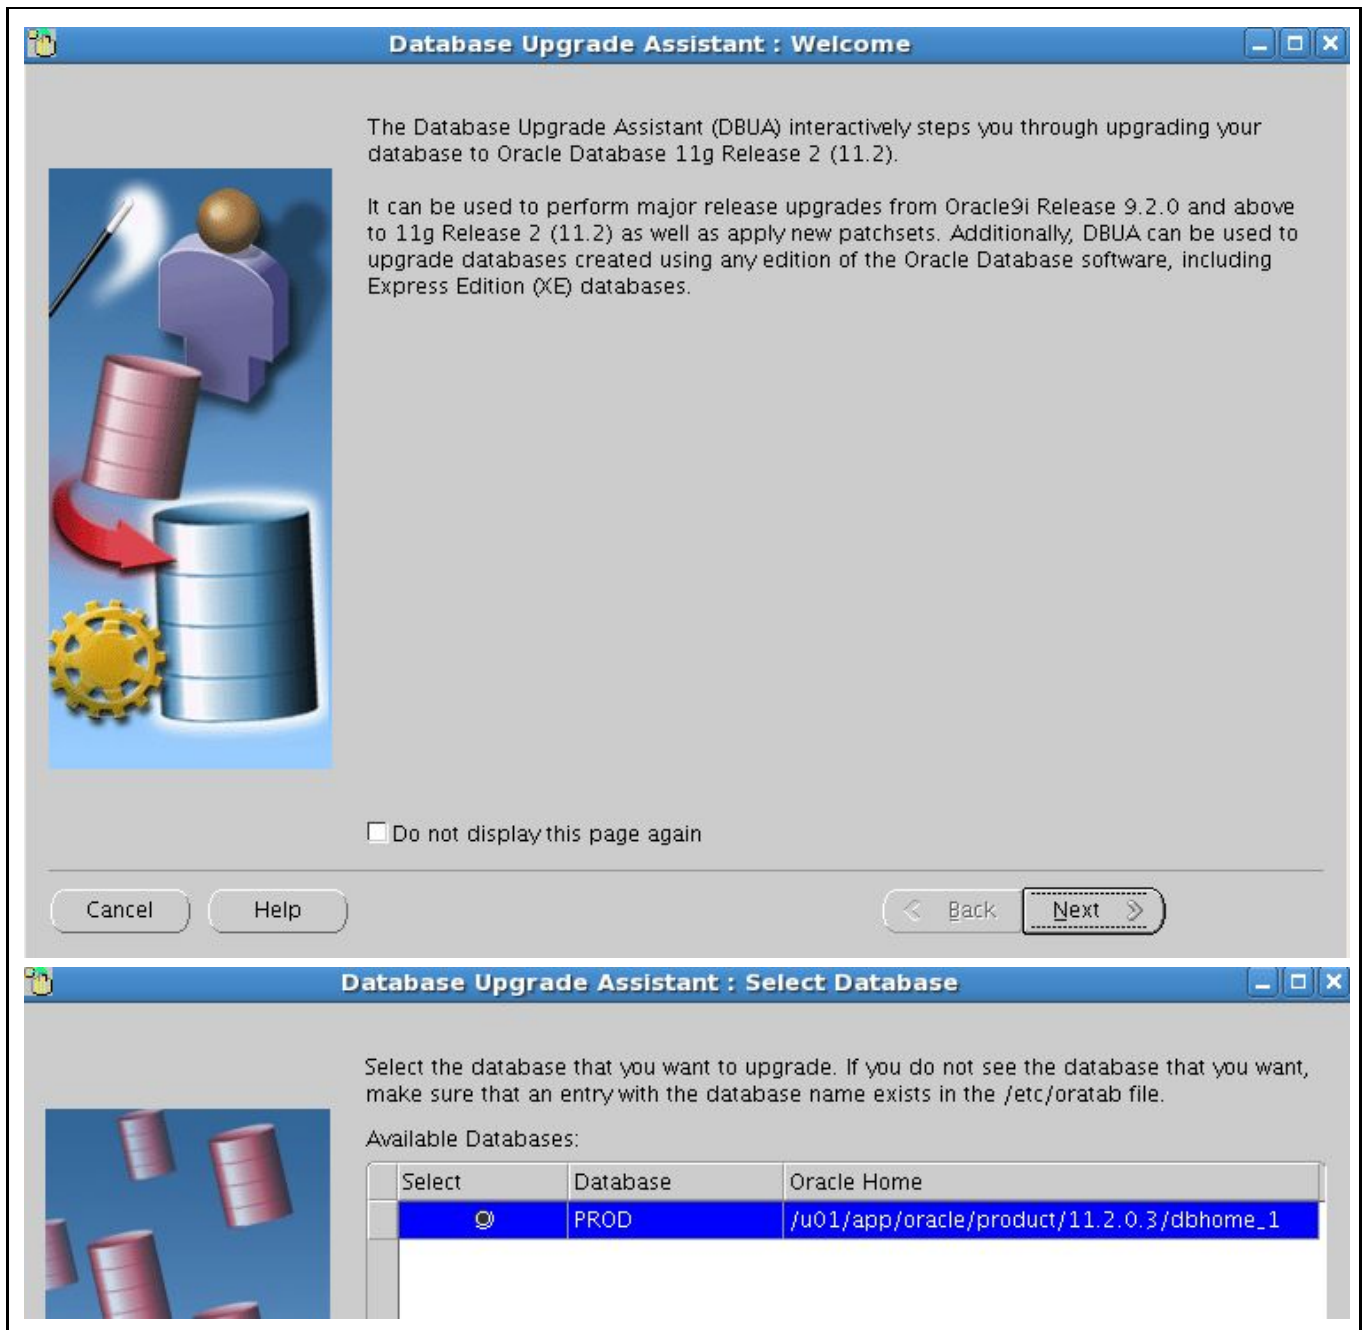 Database Upgrade Assistant : Welcome
The Database Upgrade Assistant (DBUA) interactively steps you through upgrading your
database to Oracle Database 11g Release 2 (11.2).
It can be used to perform major release upgrades from Oracle9i Release 9.2.0 and above
to 11g Release 2 (11.2) as well as apply new patchsets. Additionally, DBUA can be used to
upgrade databases created using any edition of the Oracle Database software, including
Express Edition (XE) databases.
Do not display this page again
Cancel Help Back Next
Database Upgrade Assistant : Select Database
Select the database that you want to upgrade. If you do not see the database that you want,
make sure that an entry with the database name exists in the /etc/oratab file.
Available Databases:
Select Database Oracle Home
PROD /u01/app/oracle/product/11.2.0.3/dbhome_1